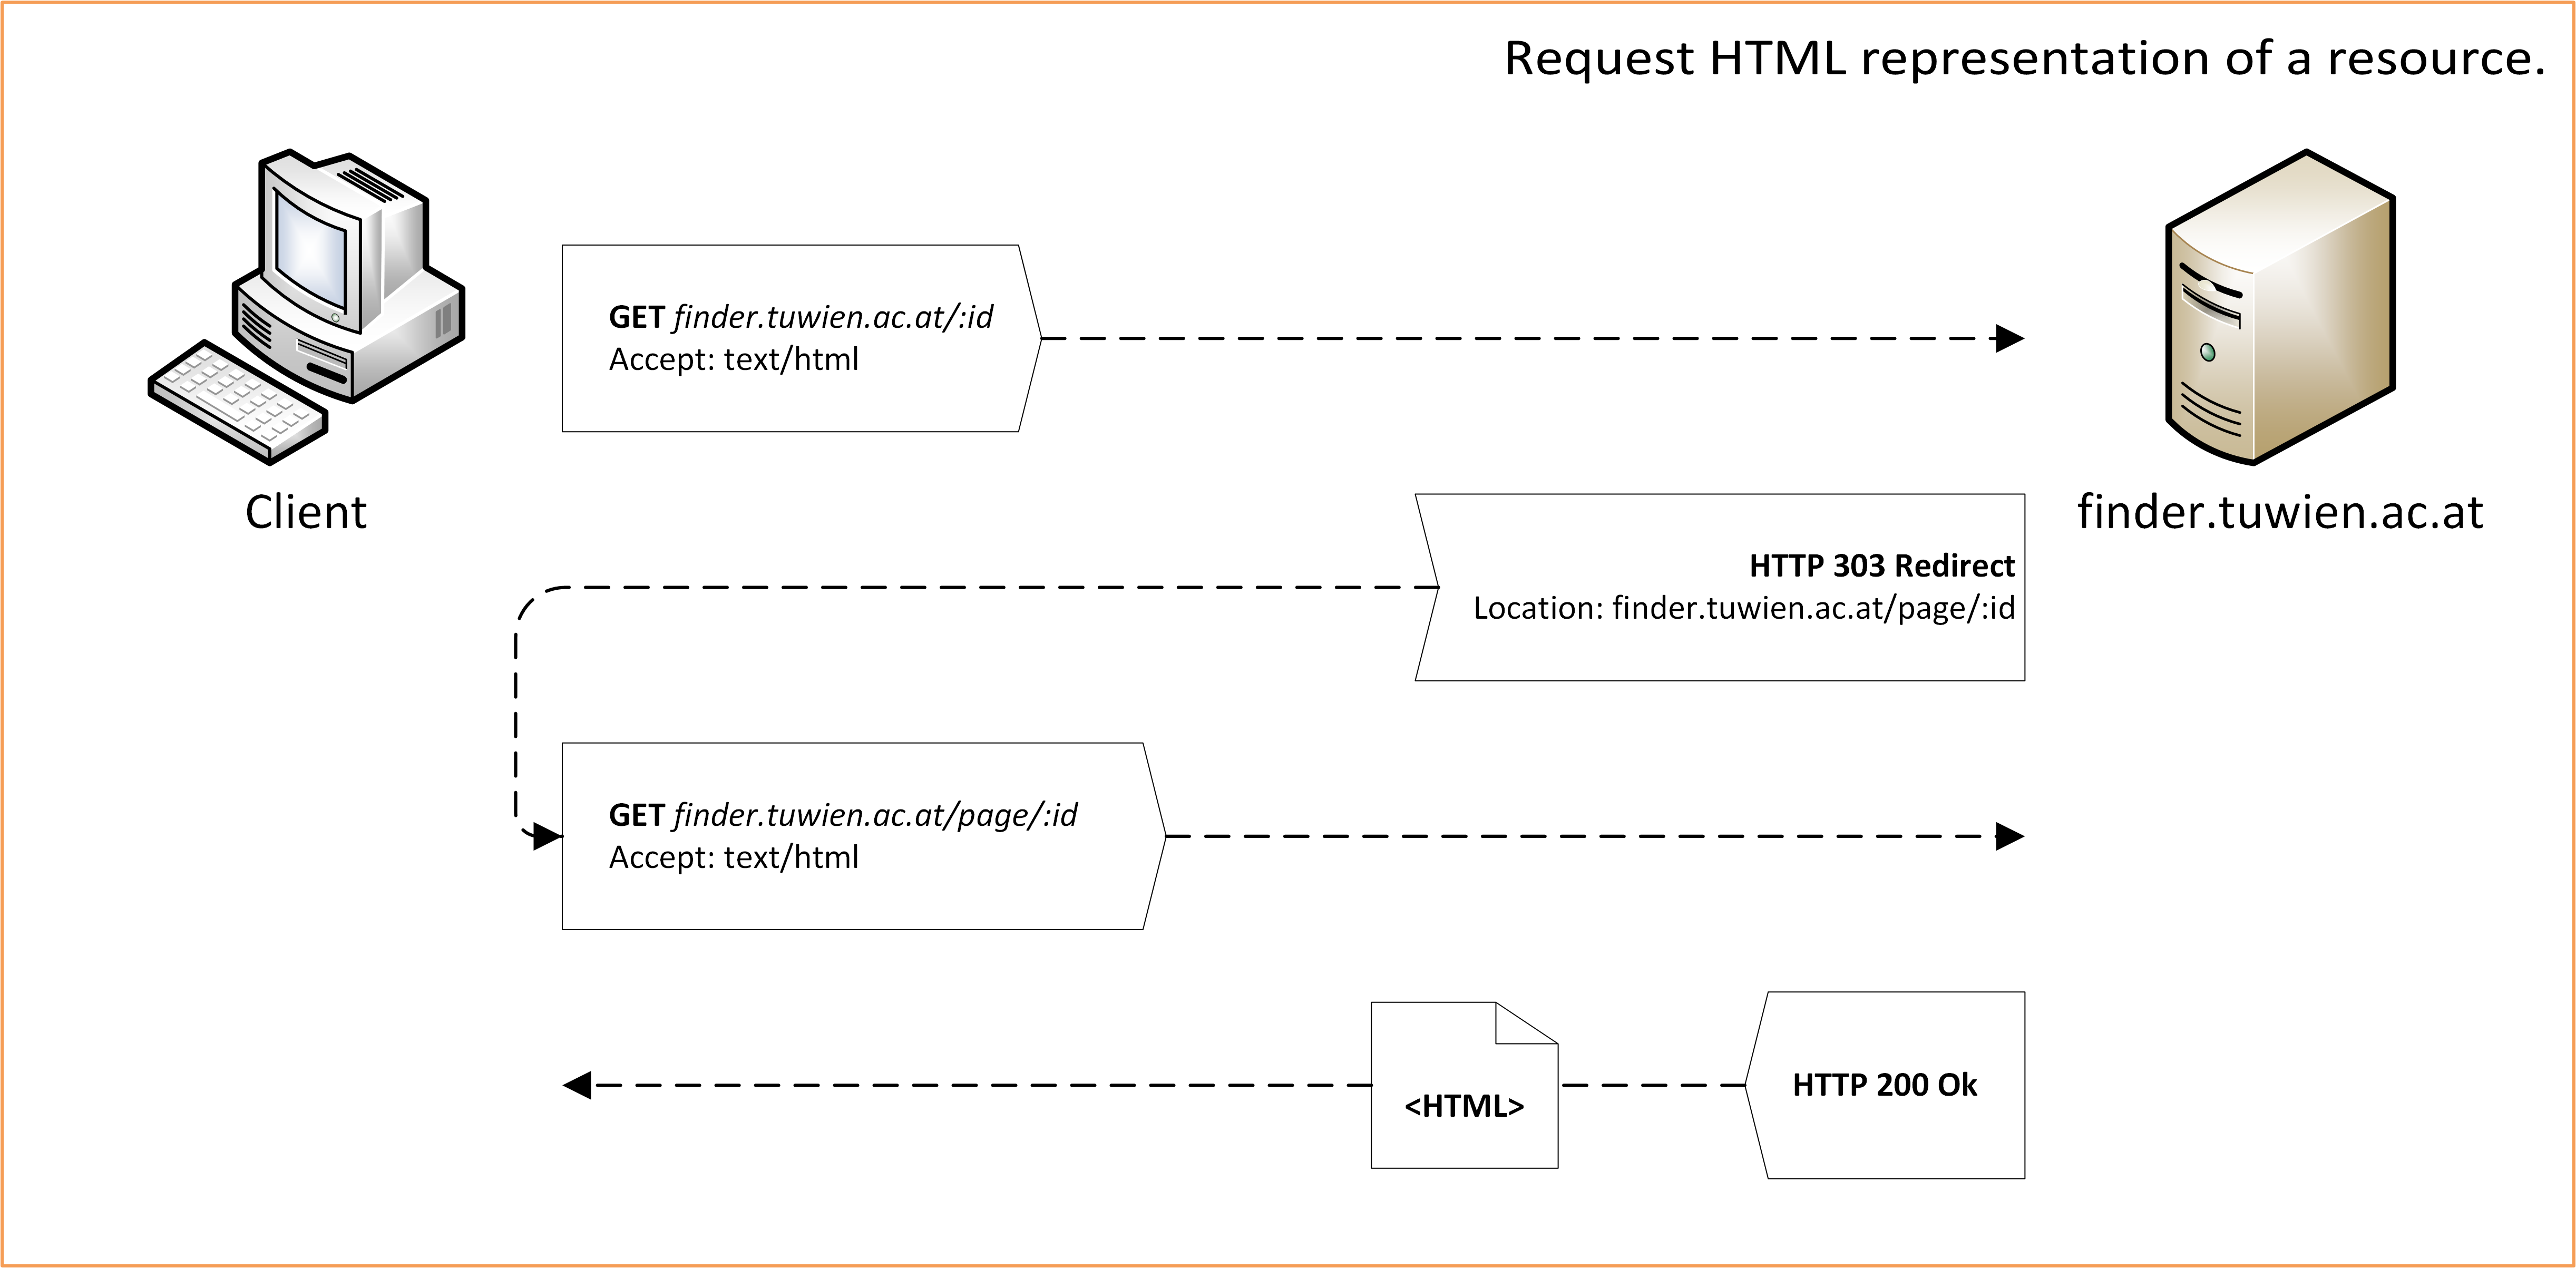 Request HTML representation of a resource.
GET finder.tuwien.ac.at/:id
Accept: text/html
Client
finder.tuwien.ac.at
HTTP 303 Redirect
Location: finder.tuwien.ac.at/page/:id
GET finder.tuwien.ac.at/page/:id
Accept: text/html
<HTML>
HTTP 200 Ok